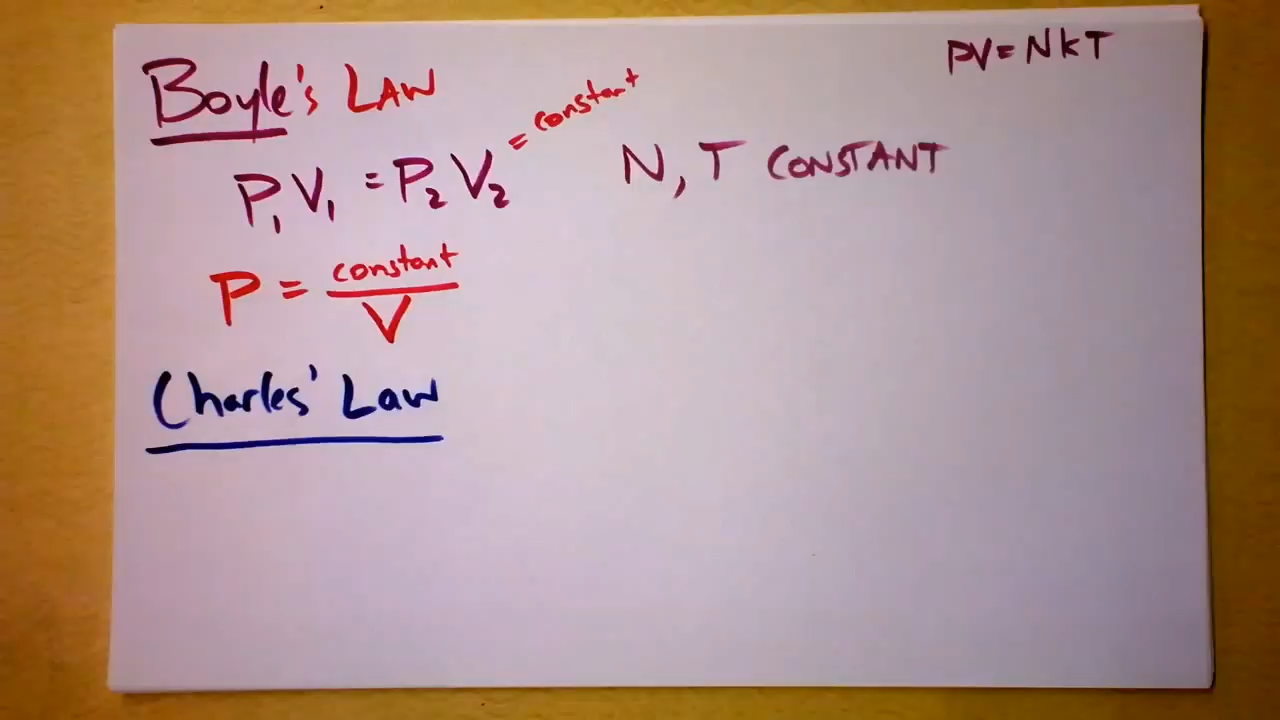 PV = NkT
Boyle's LAW
P₁V₁ = P₂V₂ = constant
N, T CONSTANT
P = constant / V
Charles' Law